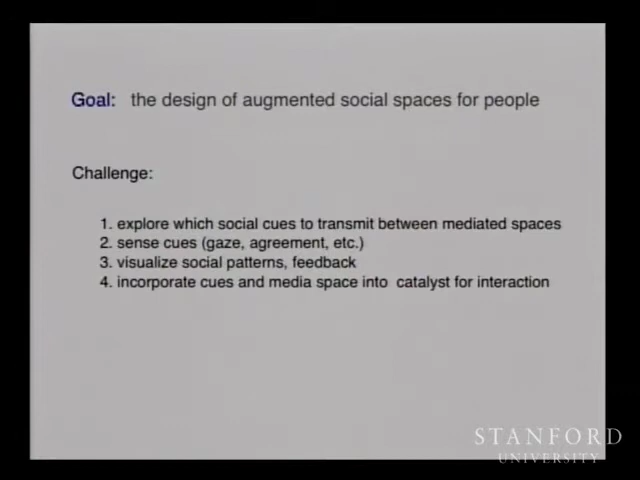 Goal: the design of augmented social spaces for people
Challenge:
1. explore which social cues to transmit between mediated spaces
2. sense cues (gaze, agreement, etc.)
3. visualize social patterns, feedback
4. incorporate cues and media space into catalyst for interaction
STANFORD
UNIVERSITY